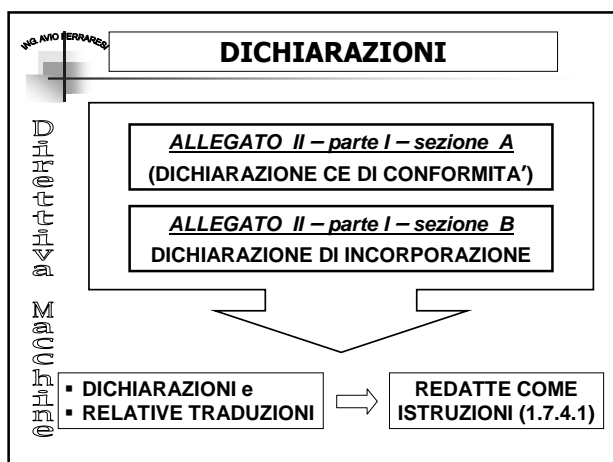 ING. AVIO FERRARESI
DICHIARAZIONI
Direttiva Macchine
ALLEGATO II – parte I – sezione A
(DICHIARAZIONE CE DI CONFORMITA')
ALLEGATO II – parte I – sezione B
DICHIARAZIONE DI INCORPORAZIONE
▪ DICHIARAZIONI e
▪ RELATIVE TRADUZIONI
REDATTE COME
ISTRUZIONI (1.7.4.1)